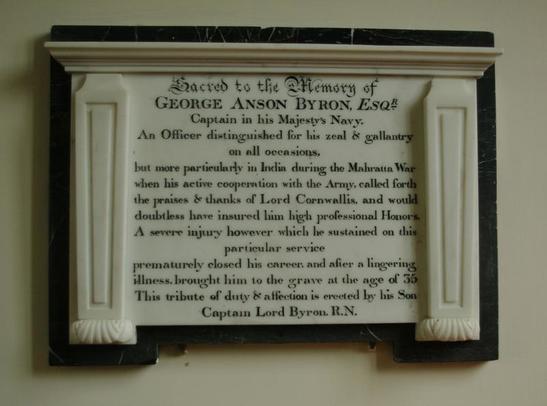 Sacred to the Memory of
GEORGE ANSON BYRON, ESQR
Captain in his Majesty's Navy.
An Officer distinguished for his zeal & gallantry
on all occasions,
but more particularly in India during the Mahratta War
when his active cooperation with the Army, called forth
the praises & thanks of Lord Cornwallis, and would
doubtless have insured him high professional Honors.
A severe injury however which he sustained on this
particular service
prematurely closed his career, and after a lingering
illness, brought him to the grave at the age of 35
This tribute of duty & affection is erected by his Son
Captain Lord Byron. R.N.